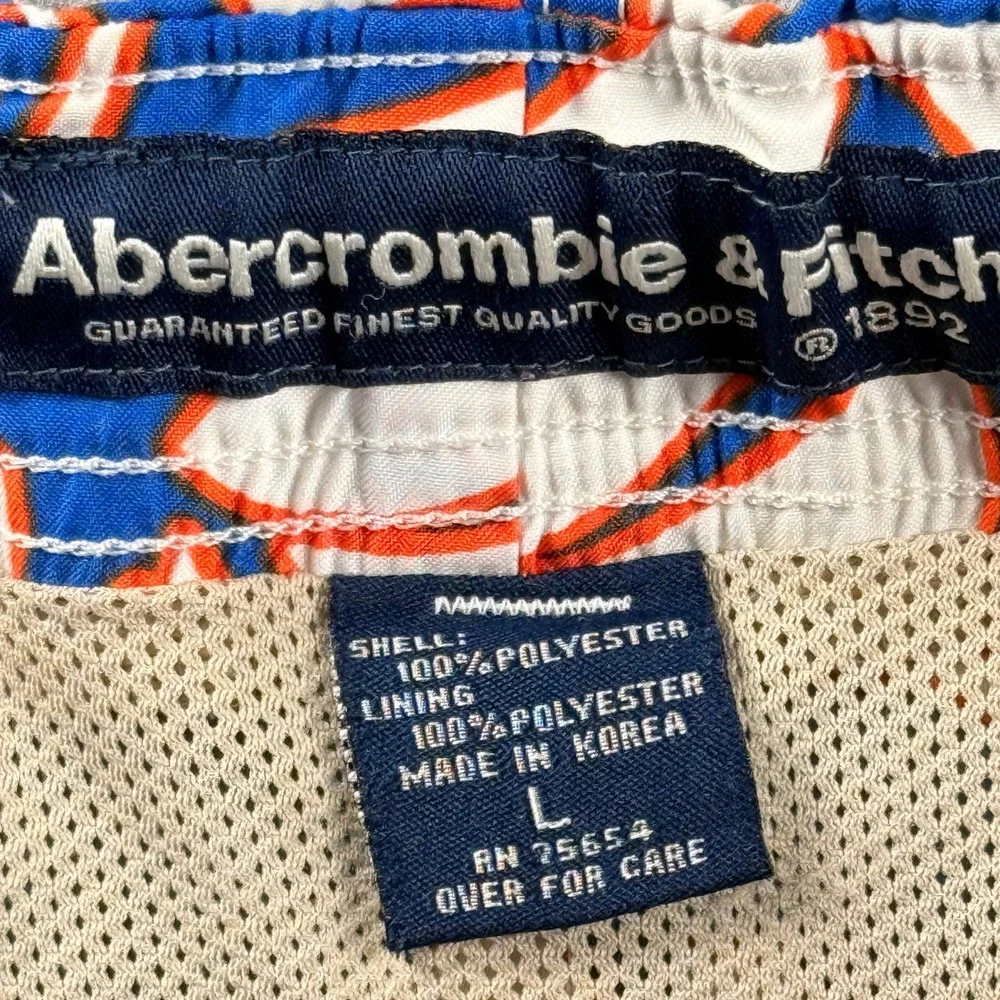 Abercrombie & Fitch
GUARANTEED FINEST QUALITY GOODS ® 1892
SHELL:
100% POLYESTER
LINING
100% POLYESTER
MADE IN KOREA
L
RN 75654
OVER FOR CARE